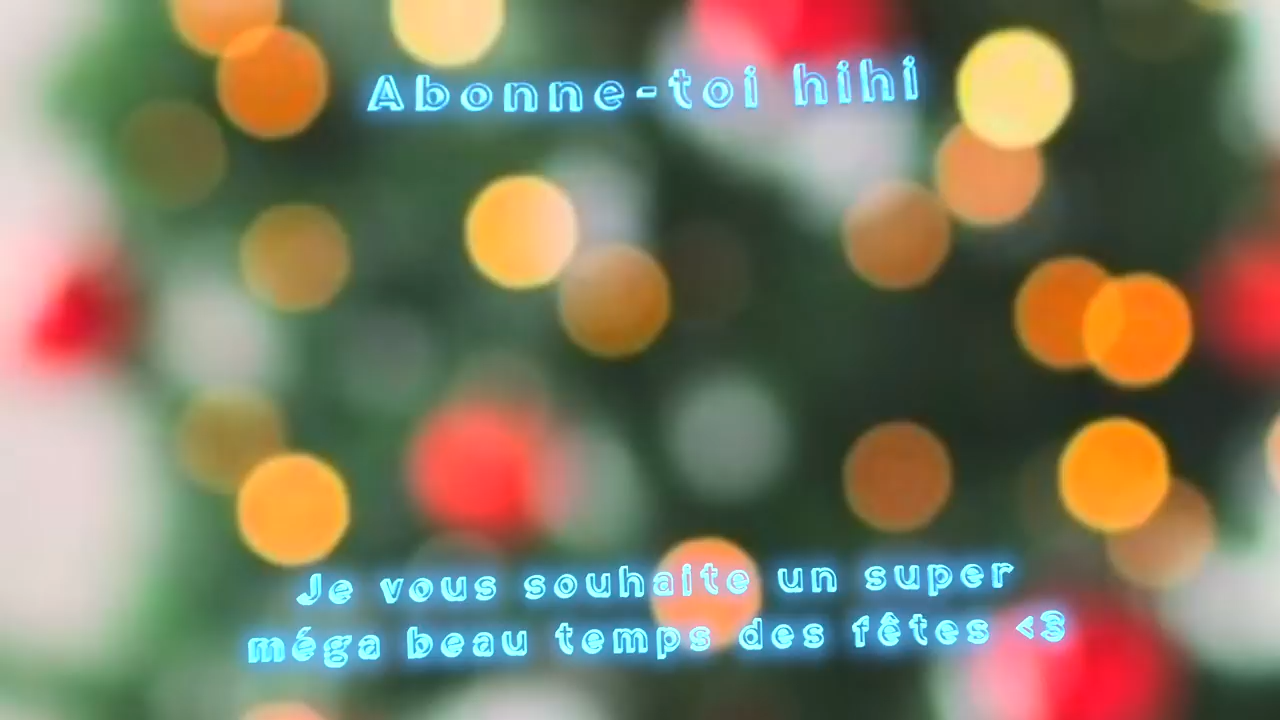 Abonne-toi hihi
Je vous souhaite un super
méga beau temps des fêtes <3